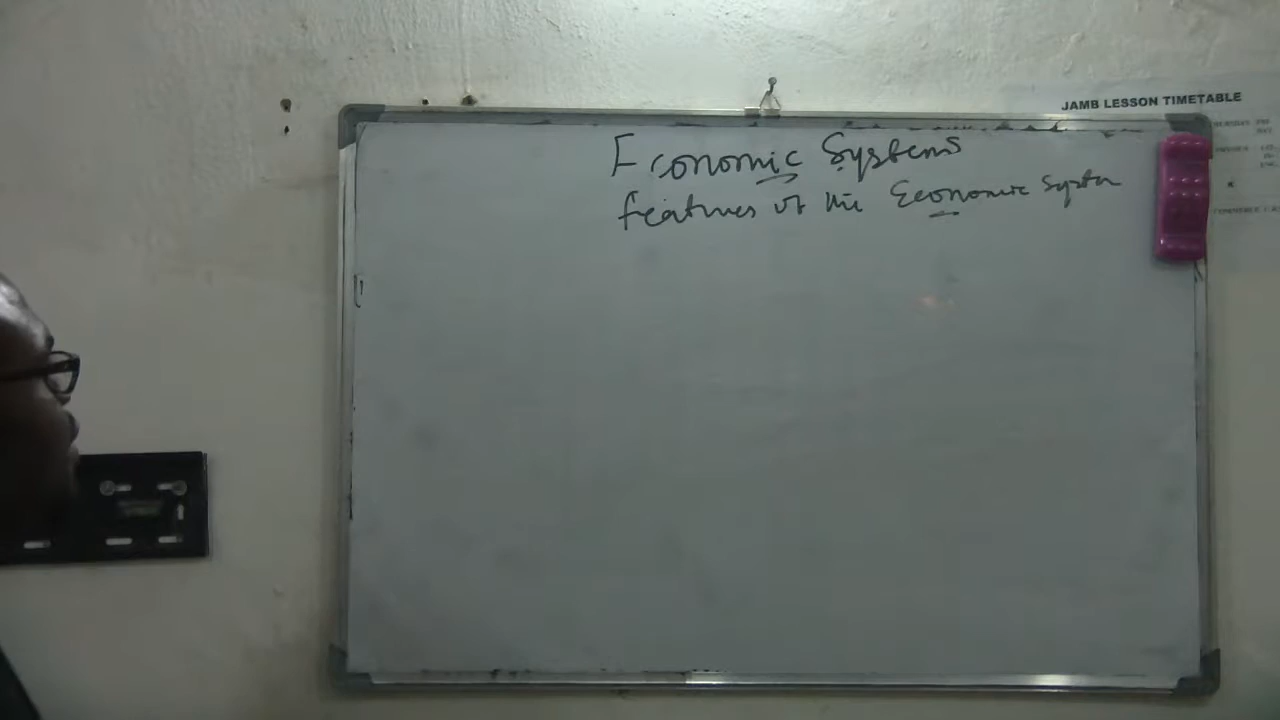 JAMB LESSON TIMETABLE
Economic Systems
features of the Economic System